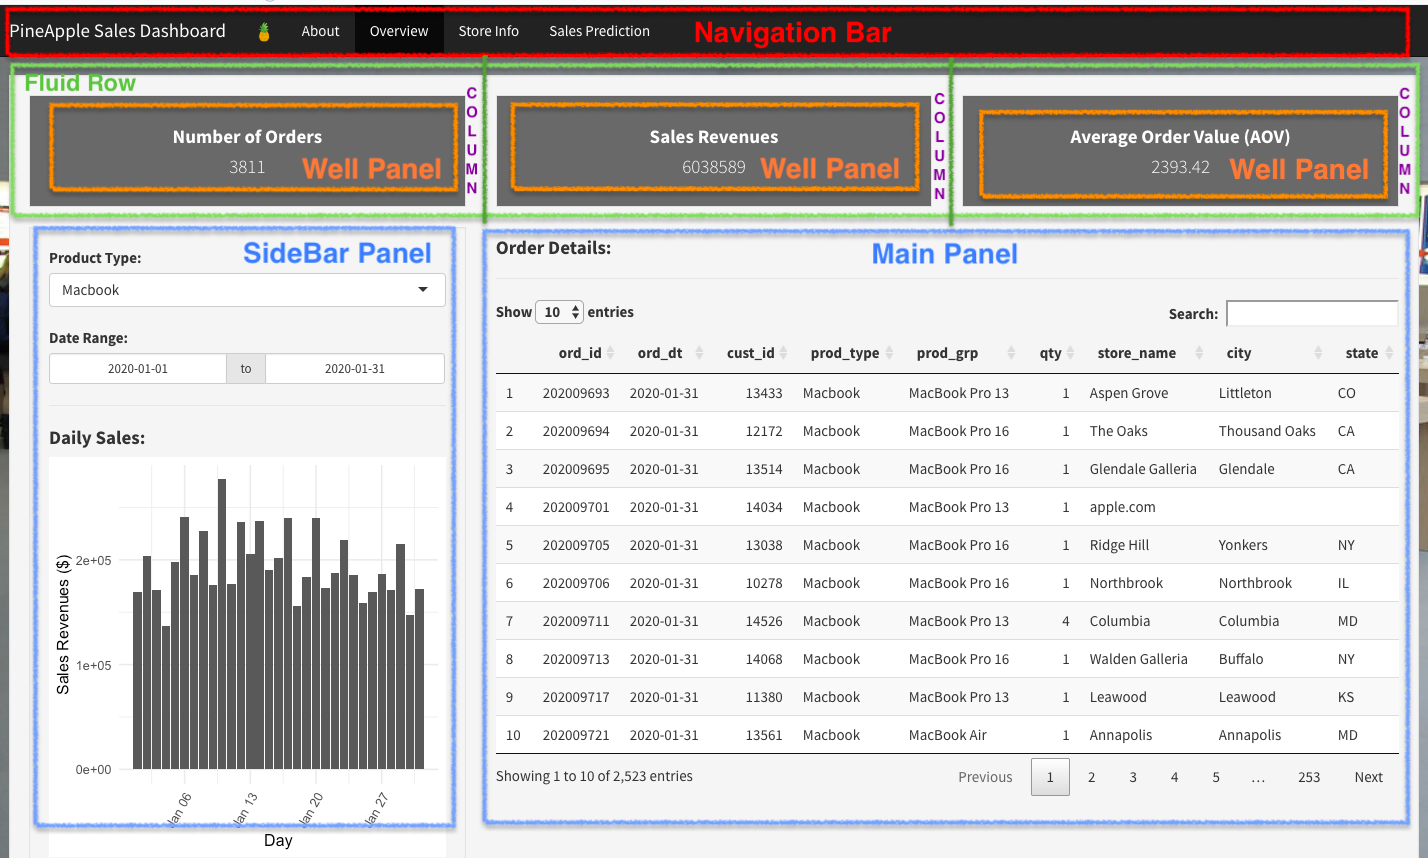 PineApple Sales Dashboard 🍍 About Overview Store Info Sales Prediction Navigation Bar
Fluid Row
COLUMN
COLUMN
COLUMN
Number of Orders Sales Revenues Average Order Value (AOV)
3811 Well Panel 6038589 Well Panel 2393.42 Well Panel
SideBar Panel
Product Type:
Macbook
Date Range:
2020-01-01 to 2020-01-31
Daily Sales:
Sales Revenues ($)
2e+05
1e+05
0e+00
Jan 06 Jan 13 Jan 20 Jan 27
Day
Order Details: Main Panel
Show 10 entries Search:
ord_id ord_dt cust_id prod_type prod_grp qty store_name city state
1 202009693 2020-01-31 13433 Macbook MacBook Pro 13 1 Aspen Grove Littleton CO
2 202009694 2020-01-31 12172 Macbook MacBook Pro 16 1 The Oaks Thousand Oaks CA
3 202009695 2020-01-31 13514 Macbook MacBook Pro 16 1 Glendale Galleria Glendale CA
4 202009701 2020-01-31 14034 Macbook MacBook Pro 13 1 apple.com
5 202009705 2020-01-31 13038 Macbook MacBook Pro 16 1 Ridge Hill Yonkers NY
6 202009706 2020-01-31 10278 Macbook MacBook Pro 16 1 Northbrook Northbrook IL
7 202009711 2020-01-31 14526 Macbook MacBook Pro 13 4 Columbia Columbia MD
8 202009713 2020-01-31 14068 Macbook MacBook Pro 16 1 Walden Galleria Buffalo NY
9 202009717 2020-01-31 11380 Macbook MacBook Pro 13 1 Leawood Leawood KS
10 202009721 2020-01-31 13561 Macbook MacBook Air 1 Annapolis Annapolis MD
Showing 1 to 10 of 2,523 entries Previous 1 2 3 4 5 … 253 Next